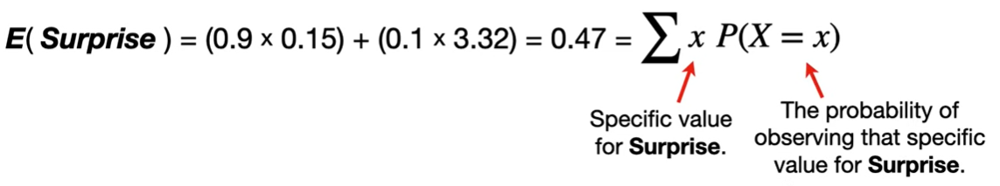 E( Surprise ) = (0.9 × 0.15) + (0.1 × 3.32) = 0.47 = ∑ x P(X = x)
Specific value
for Surprise.
The probability of
observing that specific
value for Surprise.